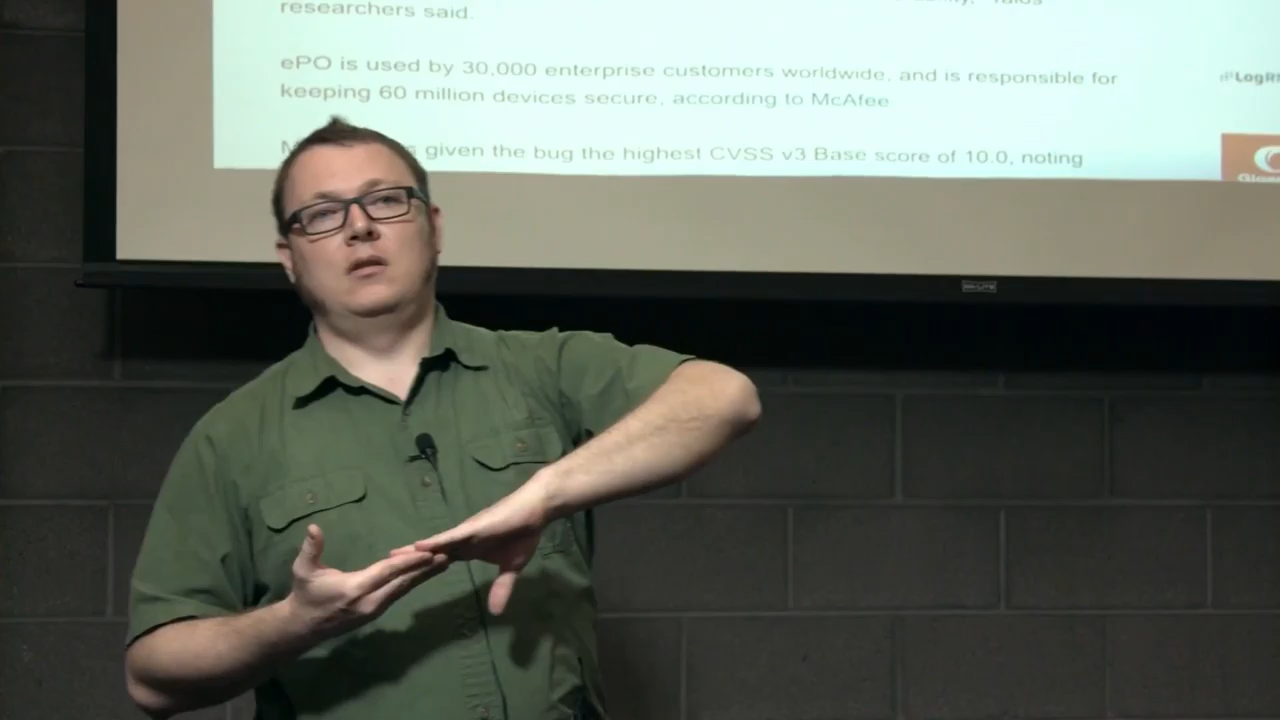 researchers said.
ePO is used by 30,000 enterprise customers worldwide, and is responsible for
keeping 60 million devices secure, according to McAfee
given the bug the highest CVSS v3 Base score of 10.0, noting